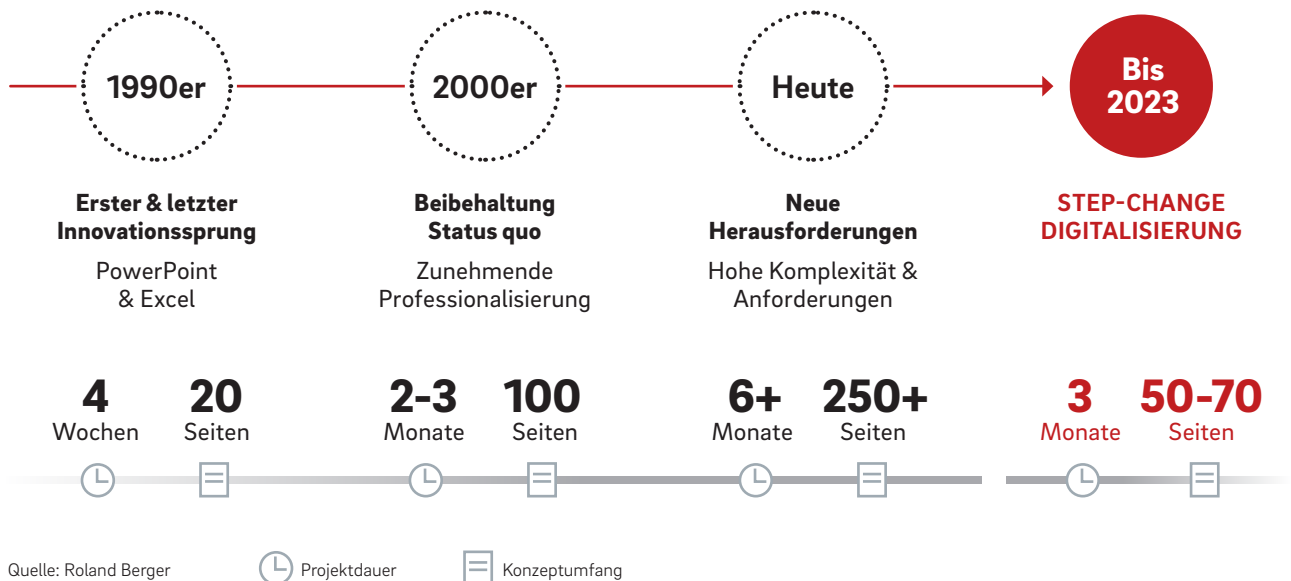 1990er
2000er
Heute
Bis
2023
Erster & letzter
Innovationssprung
PowerPoint
& Excel
Beibehaltung
Status quo
Zunehmende
Professionalisierung
Neue
Herausforderungen
Hohe Komplexität &
Anforderungen
STEP-CHANGE
DIGITALISIERUNG
4
Wochen
20
Seiten
2-3
Monate
100
Seiten
6+
Monate
250+
Seiten
3
Monate
50-70
Seiten
Quelle: Roland Berger
Projektdauer
Konzeptumfang